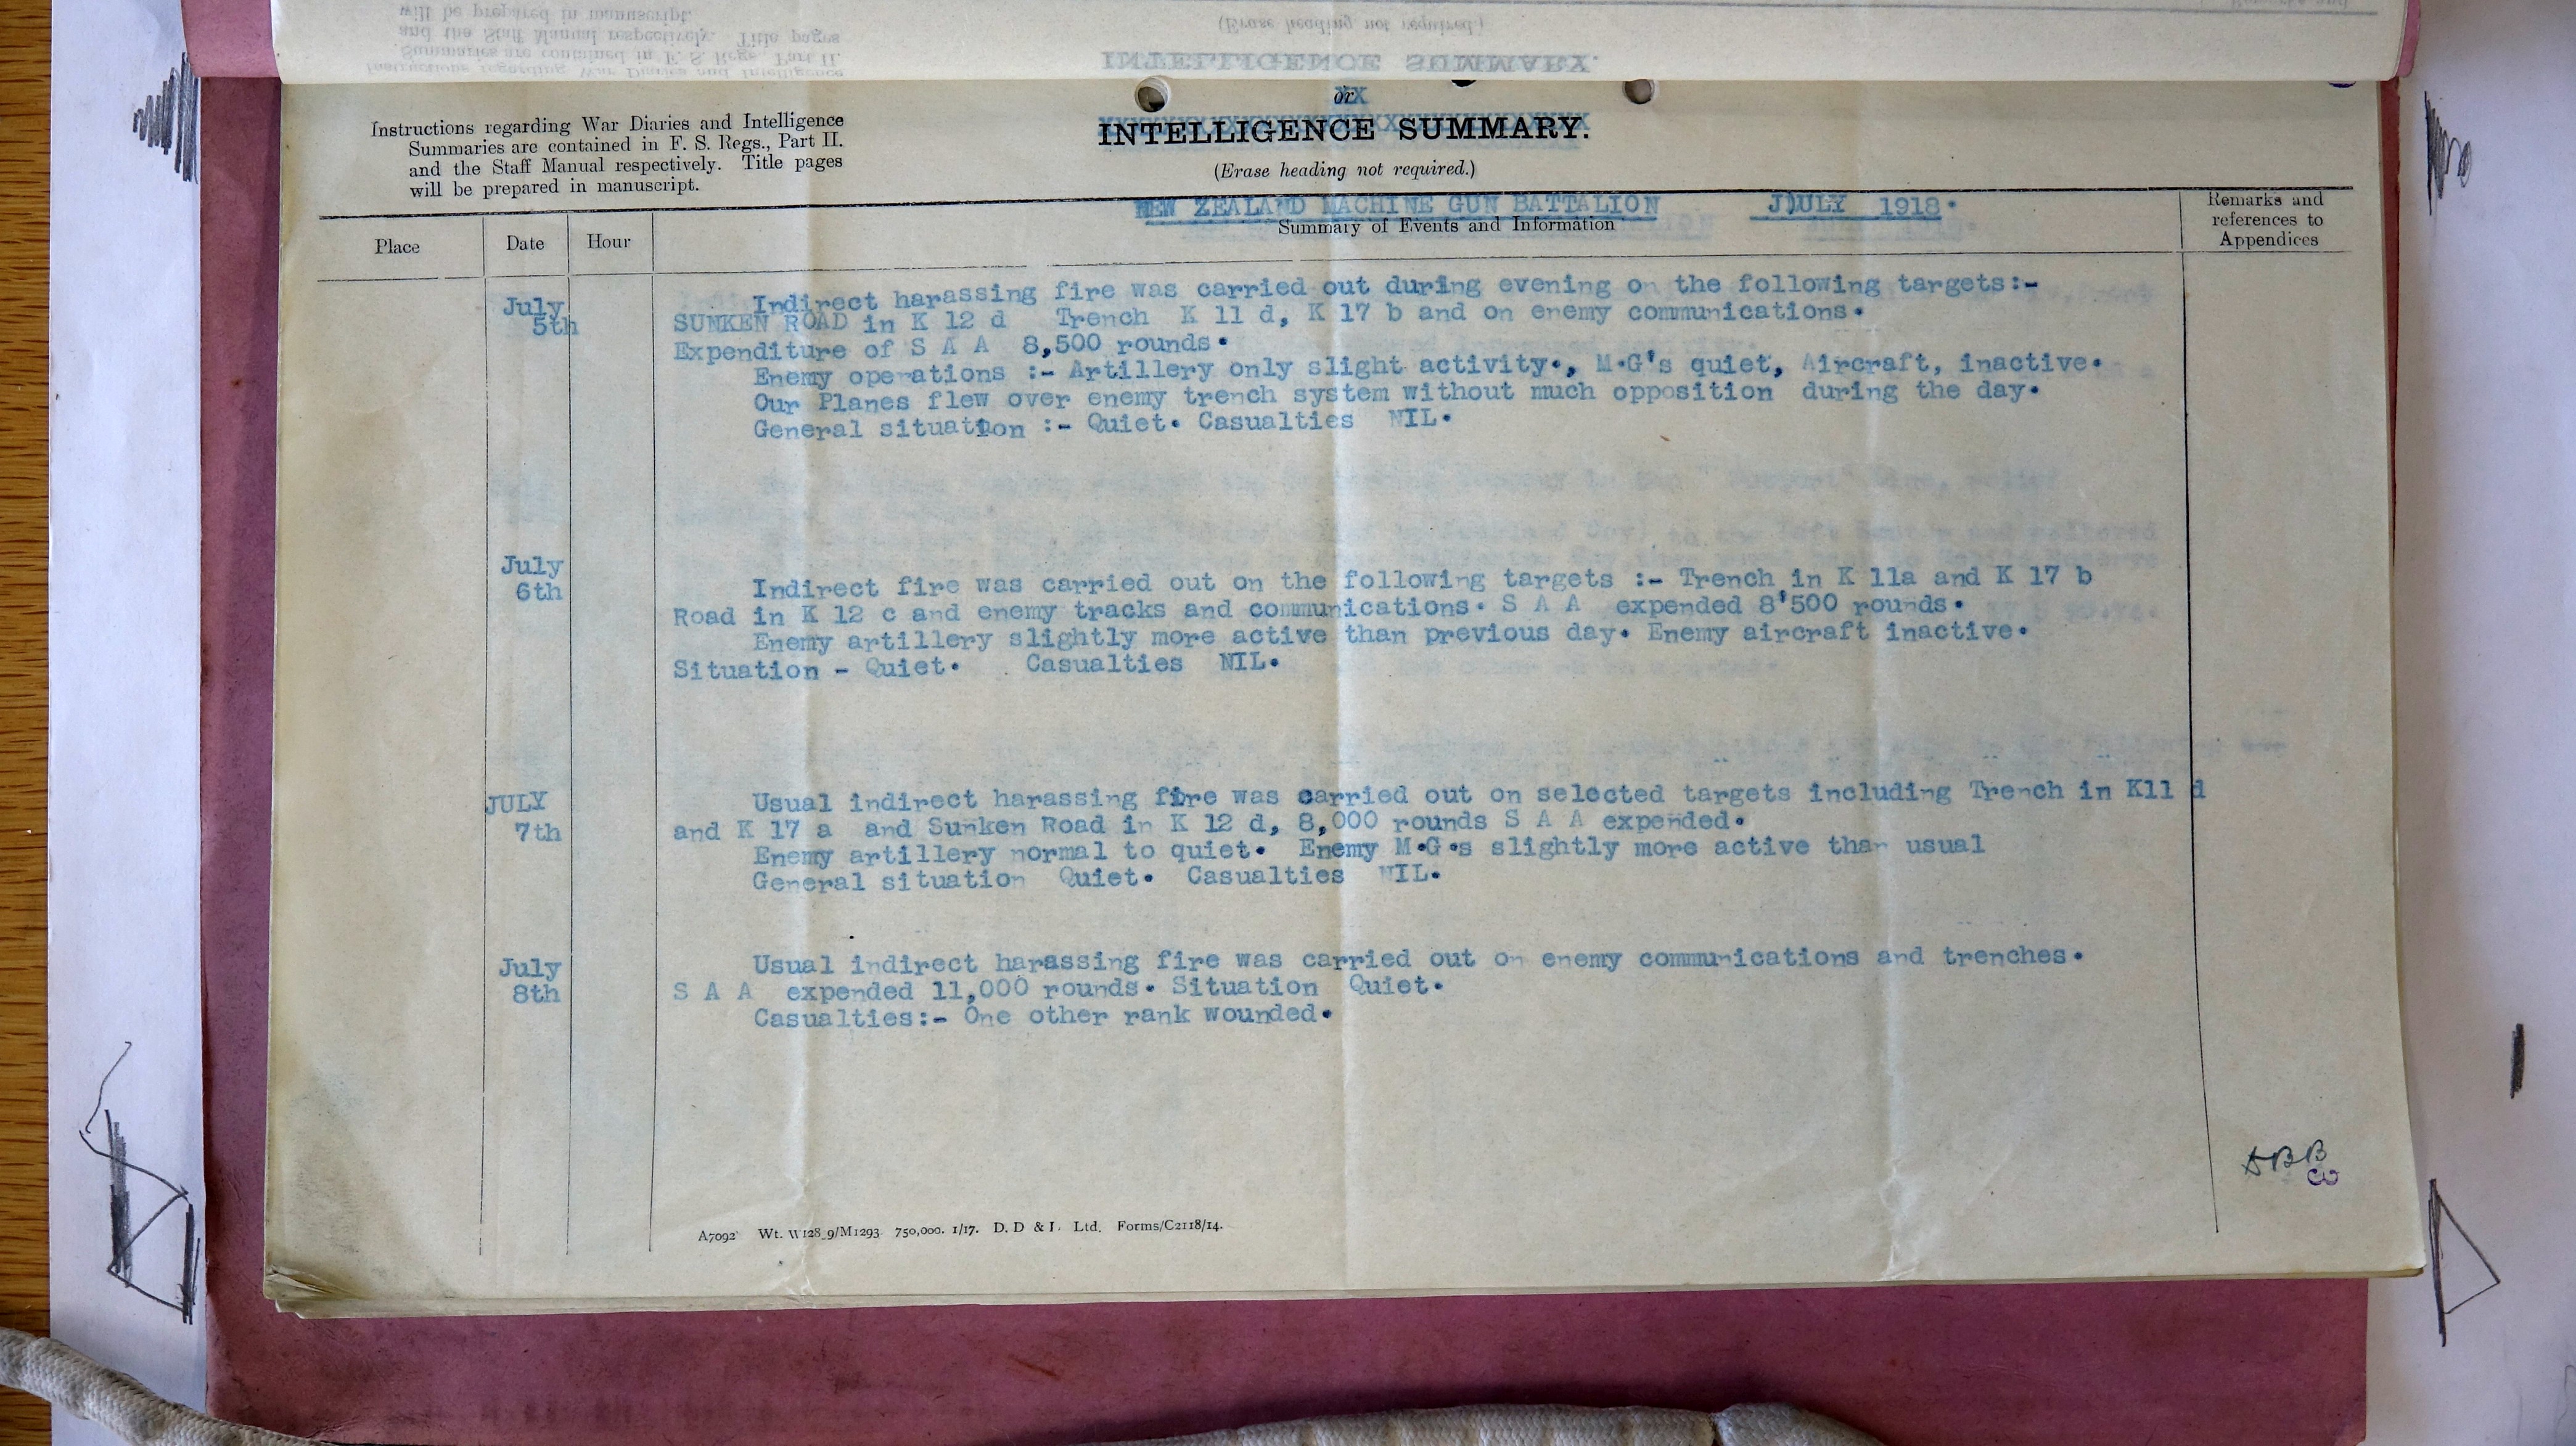 Instructions regarding War Diaries and Intelligence
Summaries are contained in F. S. Regs., Part II.
and the Staff Manual respectively. Title pages
will be prepared in manuscript.
or
INTELLIGENCE SUMMARY.
(Erase heading not required.)
NEW ZEALAND MACHINE GUN BATTALION JULY 1918.
Place
Date
Hour
Summary of Events and Information
Remarks and
references to
Appendices
July
5th
Indirect harassing fire was carried out during evening on the following targets:-
SUNKEN ROAD in K 12 d Trench K 11 d, K 17 b and on enemy communications.
Expenditure of S A A 8,500 rounds.
Enemy operations :- Artillery only slight activity., M.G's quiet, Aircraft, inactive.
Our Planes flew over enemy trench system without much opposition during the day.
General situation :- Quiet. Casualties NIL.
July
6th
Indirect fire was carried out on the following targets :- Trench in K 11a and K 17 b
Road in K 12 c and enemy tracks and communications. S A A expended 8'500 rounds.
Enemy artillery slightly more active than previous day. Enemy aircraft inactive.
Situation - Quiet. Casualties NIL.
JULY
7th
Usual indirect harassing fire was carried out on selected targets including Trench in K11 d
and K 17 a and Sunken Road in K 12 d, 8,000 rounds S A A expended.
Enemy artillery normal to quiet. Enemy M.G.s slightly more active than usual
General situation Quiet. Casualties NIL.
July
8th
Usual indirect harassing fire was carried out on enemy communications and trenches.
S A A expended 11,000 rounds. Situation Quiet.
Casualties:- One other rank wounded.
A7092 750,000. 1/17. D. D & L. Ltd. Forms/C2118/14.